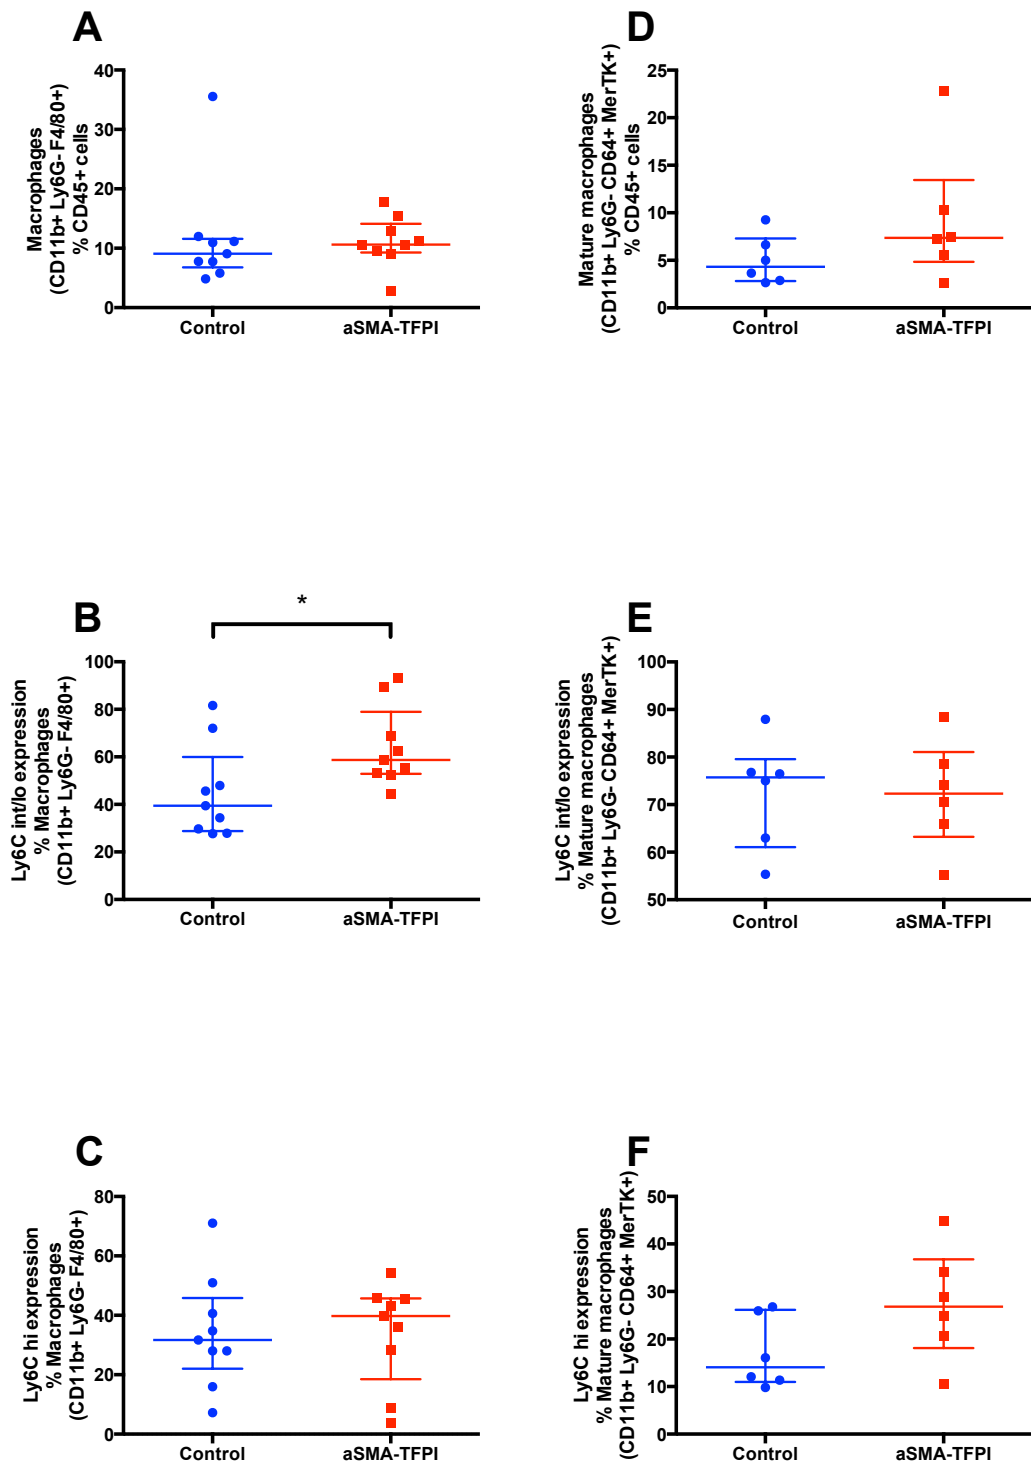 A
Macrophages
(CD11b+ Ly6G- F4/80+)
% CD45+ cells
40
30
20
10
0
Control
aSMA-TFPI
D
Mature macrophages
(CD11b+ Ly6G- CD64+ MerTK+)
% CD45+ cells
25
20
15
10
5
0
Control
aSMA-TFPI
B
*
Ly6C int/lo expression
% Macrophages
(CD11b+ Ly6G- F4/80+)
100
80
60
40
20
0
Control
aSMA-TFPI
E
Ly6C int/lo expression
% Mature macrophages
(CD11b+ Ly6G- CD64+ MerTK+)
100
90
80
70
60
50
Control
aSMA-TFPI
C
Ly6C hi expression
% Macrophages
(CD11b+ Ly6G- F4/80+)
80
60
40
20
0
Control
aSMA-TFPI
F
Ly6C hi expression
% Mature macrophages
(CD11b+ Ly6G- CD64+ MerTK+)
50
40
30
20
10
0
Control
aSMA-TFPI